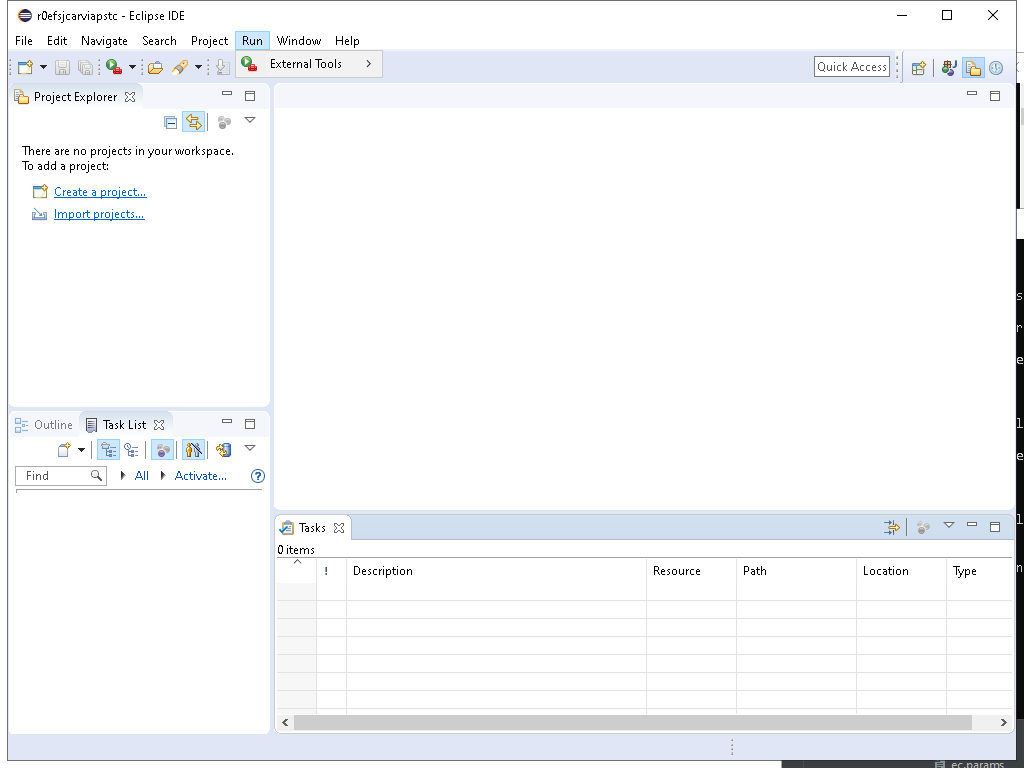 r0efsjcarviapstc - Eclipse IDE
File Edit Navigate Search Project Run Window Help
External Tools
Quick Access
Project Explorer
There are no projects in your workspace.
To add a project:
Create a project...
Import projects...
Outline Task List
Find All Activate...
Tasks
0 items
! Description Resource Path Location Type
ec.params